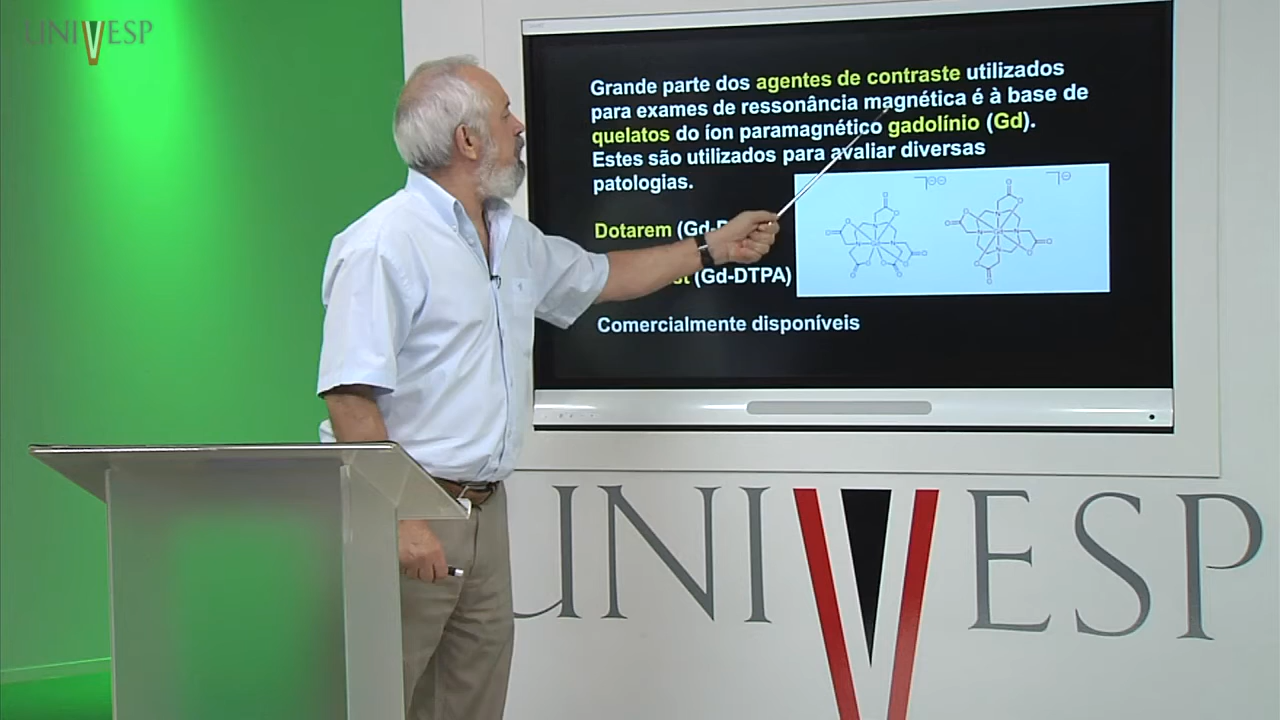 UNIVESP
Grande parte dos agentes de contraste utilizados
para exames de ressonância magnética é à base de
quelatos do íon paramagnético gadolínio (Gd).
Estes são utilizados para avaliar diversas
patologias.
Dotarem (Gd-
(Gd-DTPA)
Comercialmente disponíveis
UNIVESP